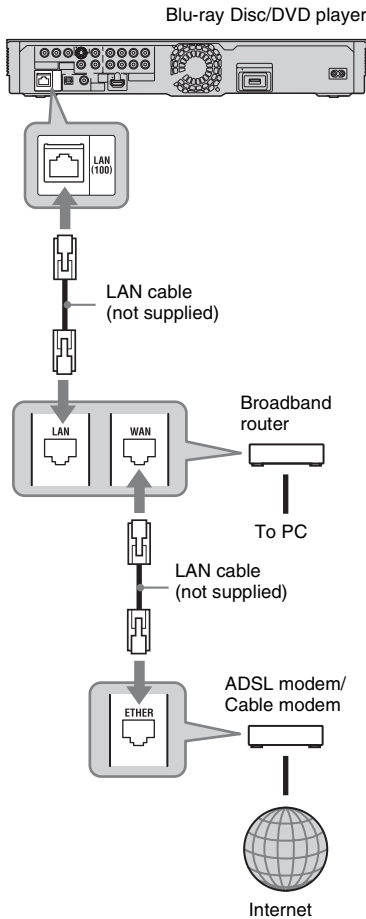 Blu-ray Disc/DVD player
LAN
(100)
LAN cable
(not supplied)
LAN
WAN
Broadband
router
To PC
LAN cable
(not supplied)
ETHER
ADSL modem/
Cable modem
Internet